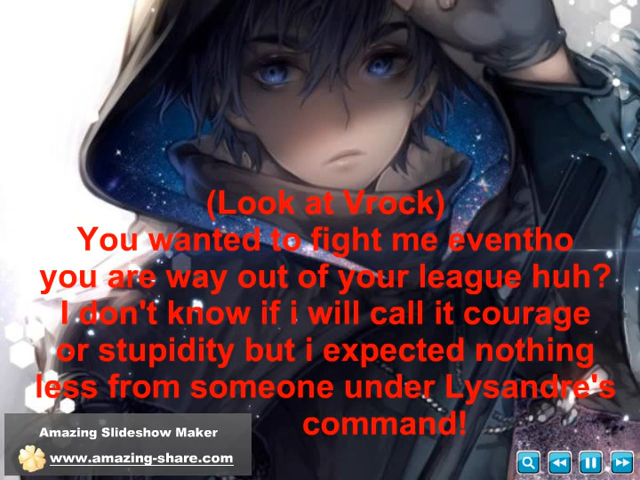 (Look at Vrock)
You wanted to fight me eventho
you are way out of your league huh?
I don't know if i will call it courage
or stupidity but i expected nothing
less from someone under Lysandre's
command!
Amazing Slideshow Maker
www.amazing-share.com